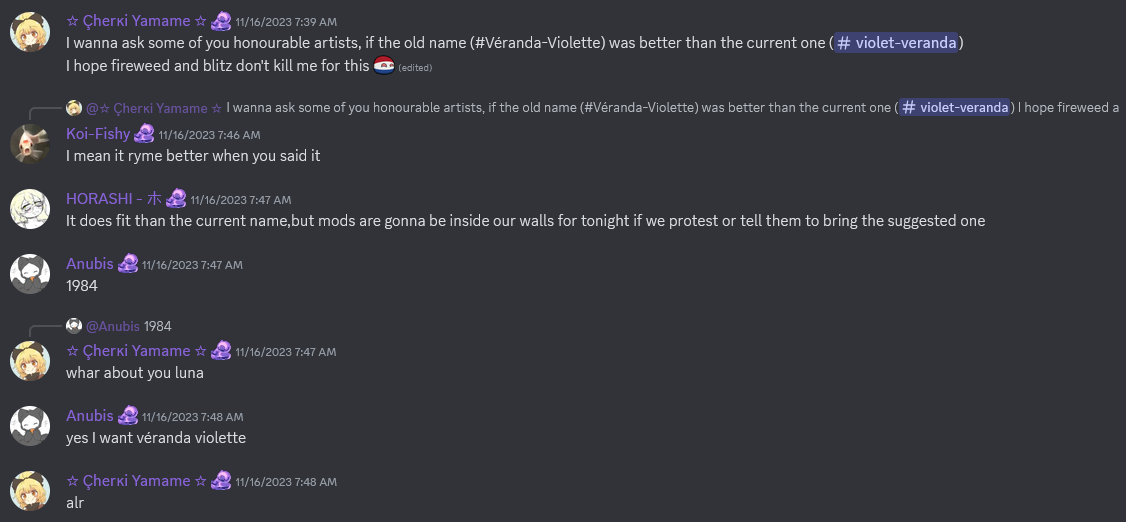 ☆ Çherкi Yamame ☆ 11/16/2023 7:39 AM
I wanna ask some of you honourable artists, if the old name (#Véranda-Violette) was better than the current one (# violet-veranda)
I hope fireweed and blitz don't kill me for this (edited)
@☆ Çherкi Yamame ☆ I wanna ask some of you honourable artists, if the old name (#Véranda-Violette) was better than the current one (# violet-veranda) I hope fireweed a
Koi-Fishy 11/16/2023 7:46 AM
I mean it ryme better when you said it
HORASHI - ホ 11/16/2023 7:47 AM
It does fit than the current name,but mods are gonna be inside our walls for tonight if we protest or tell them to bring the suggested one
Anubis 11/16/2023 7:47 AM
1984
@Anubis 1984
☆ Çherкi Yamame ☆ 11/16/2023 7:47 AM
whar about you luna
Anubis 11/16/2023 7:48 AM
yes I want véranda violette
☆ Çherкi Yamame ☆ 11/16/2023 7:48 AM
alr